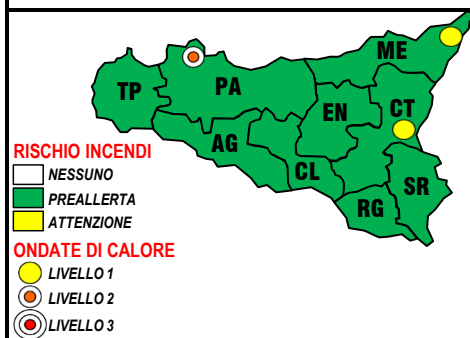 ME
TP
PA
EN
CT
AG
CL
SR
RG
RISCHIO INCENDI
NESSUNO
PREALLERTA
ATTENZIONE
ONDATE DI CALORE
LIVELLO 1
LIVELLO 2
LIVELLO 3